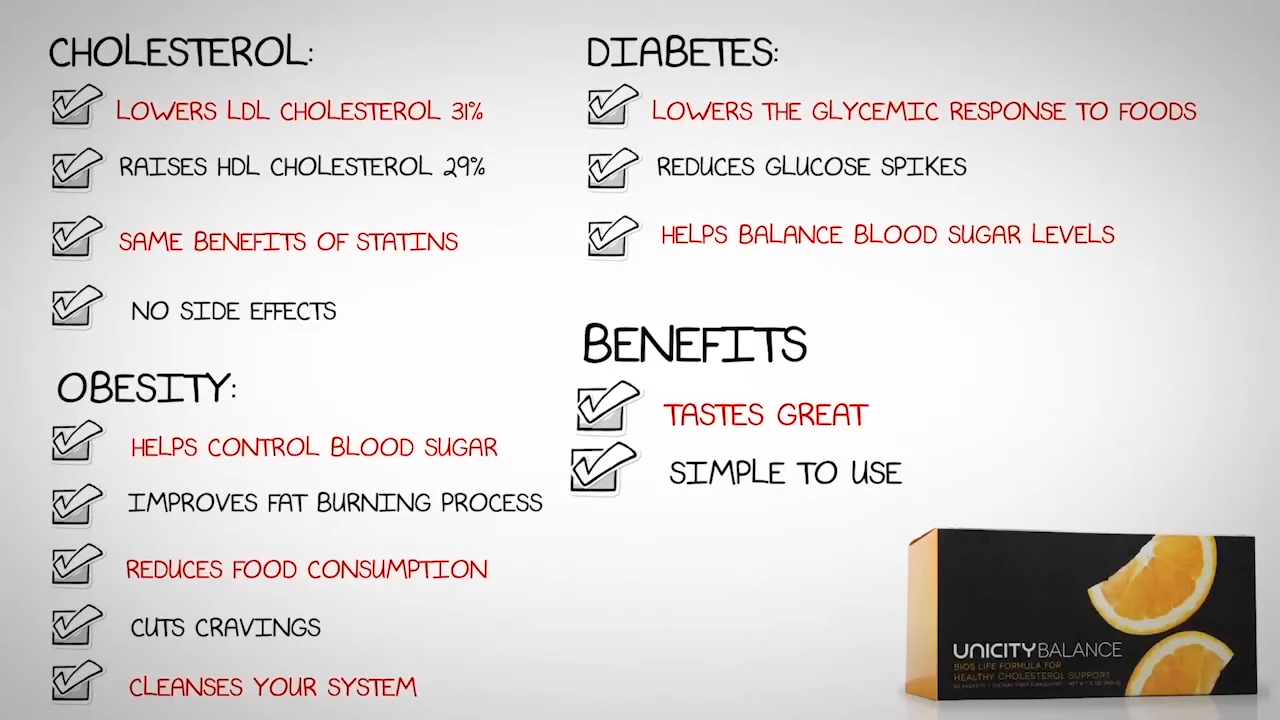 CHOLESTEROL:
LOWERS LDL CHOLESTEROL 31%
RAISES HDL CHOLESTEROL 29%
SAME BENEFITS OF STATINS
NO SIDE EFFECTS
OBESITY:
HELPS CONTROL BLOOD SUGAR
IMPROVES FAT BURNING PROCESS
REDUCES FOOD CONSUMPTION
CUTS CRAVINGS
CLEANSES YOUR SYSTEM
DIABETES:
LOWERS THE GLYCEMIC RESPONSE TO FOODS
REDUCES GLUCOSE SPIKES
HELPS BALANCE BLOOD SUGAR LEVELS
BENEFITS
TASTES GREAT
SIMPLE TO USE
UNICITY BALANCE
BIOS LIFE FORMULA FOR
HEALTHY CHOLESTEROL SUPPORT